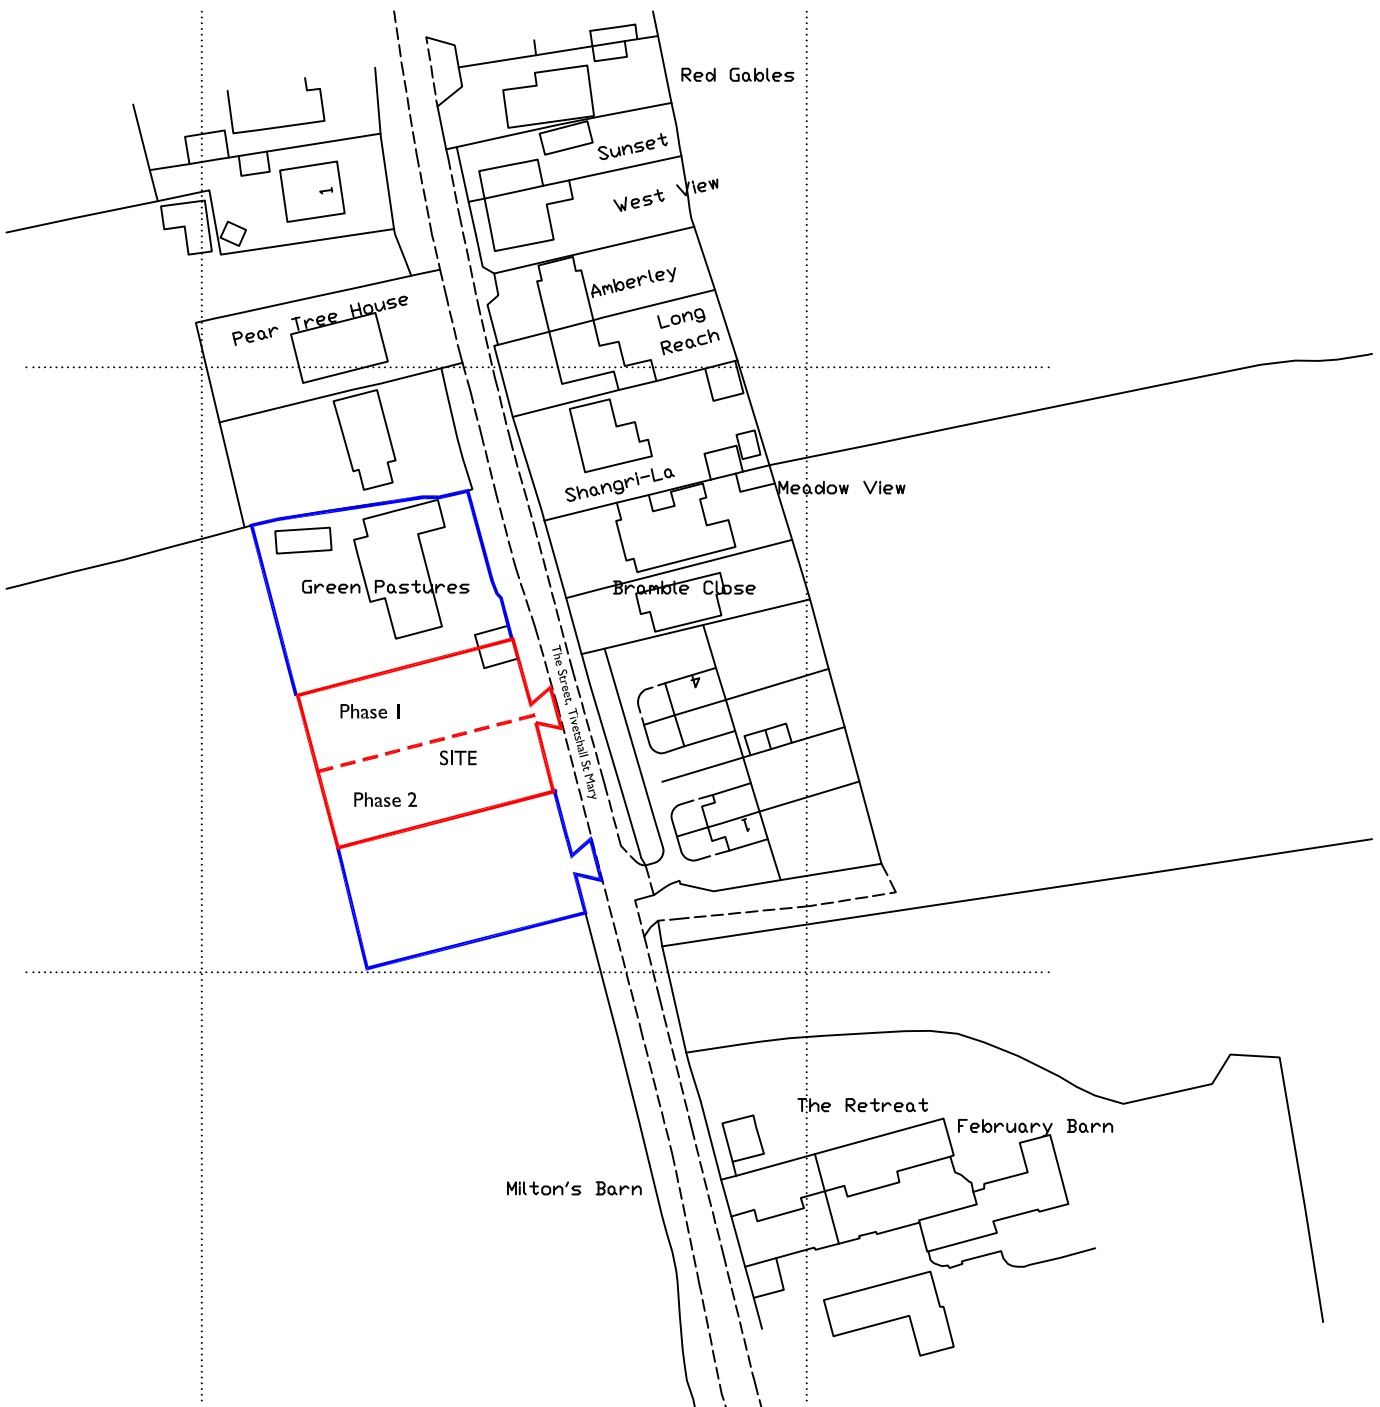 Red Gables
Sunset
1
West View
Amberley
Pear Tree House
Long
Reach
Shangri-La
Meadow View
Green Pastures
Bramble Close
The Street, Tivetshall St Mary
4
Phase 1
SITE
Phase 2
1
The Retreat
February Barn
Milton's Barn